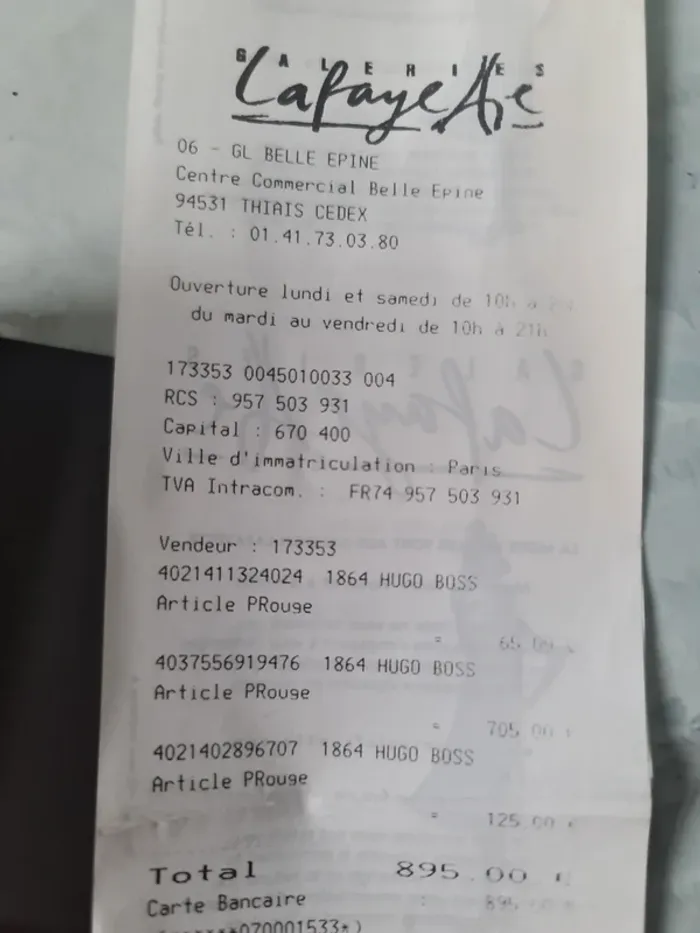 GALERIES
Lafayette
06 - GL BELLE EPINE
Centre Commercial Belle Epine
94531 THIAIS CEDEX
Tél. : 01.41.73.03.80
Ouverture lundi et samedi de 10h à
du mardi au vendredi de 10h à 21h
173353 0045010033 004
RCS : 957 503 931
Capital : 670 400
Ville d'immatriculation : Paris
TVA Intracom. : FR74 957 503 931
Vendeur : 173353
4021411324024 1864 HUGO BOSS
Article PRouge
= 65.00
4037556919476 1864 HUGO BOSS
Article PRouge
= 705.00
4021402896707 1864 HUGO BOSS
Article PRouge
= 125.00
Total 895.00 €
Carte Bancaire :
070001533*)